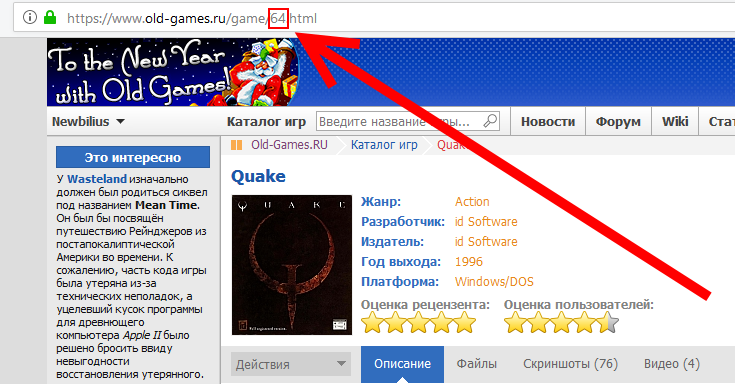 https://www.old-games.ru/game/64.html
To the New Year
with Old Games!
Newbilius
Каталог игр
Введите название игры...
Новости
Форум
Wiki
Стат
Это интересно
У Wasteland изначально
должен был родиться сиквел
под названием Mean Time.
Он был бы посвящён
путешествию Рейнджеров из
постапокалиптической
Америки во времени. К
сожалению, часть кода игры
была утеряна из-за
технических неполадок, а
уцелевший кусок программы
для древнющего
компьютера Apple II было
решено бросить ввиду
невыгодности
восстановления утерянного.
Old-Games.RU
Каталог игр
Quake
Quake
QUAKE
Жанр: Action
Разработчик: id Software
Издатель: id Software
Год выхода: 1996
Платформа: Windows/DOS
Оценка рецензента:
Оценка пользователей:
Действия
Описание
Файлы
Скриншоты (76)
Видео (4)